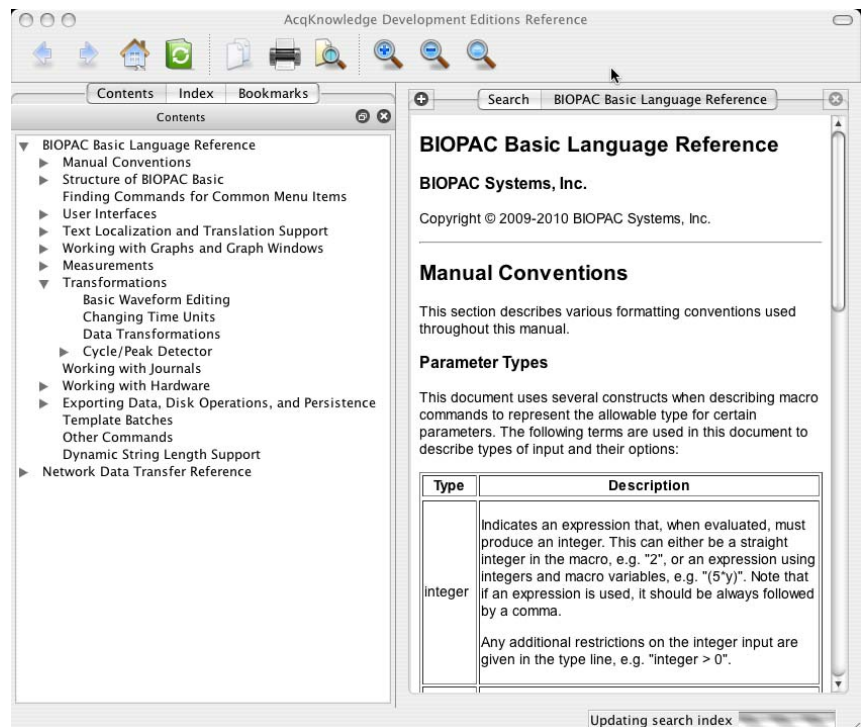 AcqKnowledge Development Editions Reference
Contents Index Bookmarks
Contents
BIOPAC Basic Language Reference
Manual Conventions
Structure of BIOPAC Basic
Finding Commands for Common Menu Items
User Interfaces
Text Localization and Translation Support
Working with Graphs and Graph Windows
Measurements
Transformations
Basic Waveform Editing
Changing Time Units
Data Transformations
Cycle/Peak Detector
Working with Journals
Working with Hardware
Exporting Data, Disk Operations, and Persistence
Template Batches
Other Commands
Dynamic String Length Support
Network Data Transfer Reference
Search BIOPAC Basic Language Reference
BIOPAC Basic Language Reference
BIOPAC Systems, Inc.
Copyright © 2009-2010 BIOPAC Systems, Inc.
Manual Conventions
This section describes various formatting conventions used
throughout this manual.
Parameter Types
This document uses several constructs when describing macro
commands to represent the allowable type for certain
parameters. The following terms are used in this document to
describe types of input and their options:
Type Description
integer
Indicates an expression that, when evaluated, must
produce an integer. This can either be a straight
integer in the macro, e.g. "2", or an expression using
integers and macro variables, e.g. "(5*y)". Note that
if an expression is used, it should be always followed
by a comma.
Any additional restrictions on the integer input are
given in the type line, e.g. "integer > 0".
Updating search index